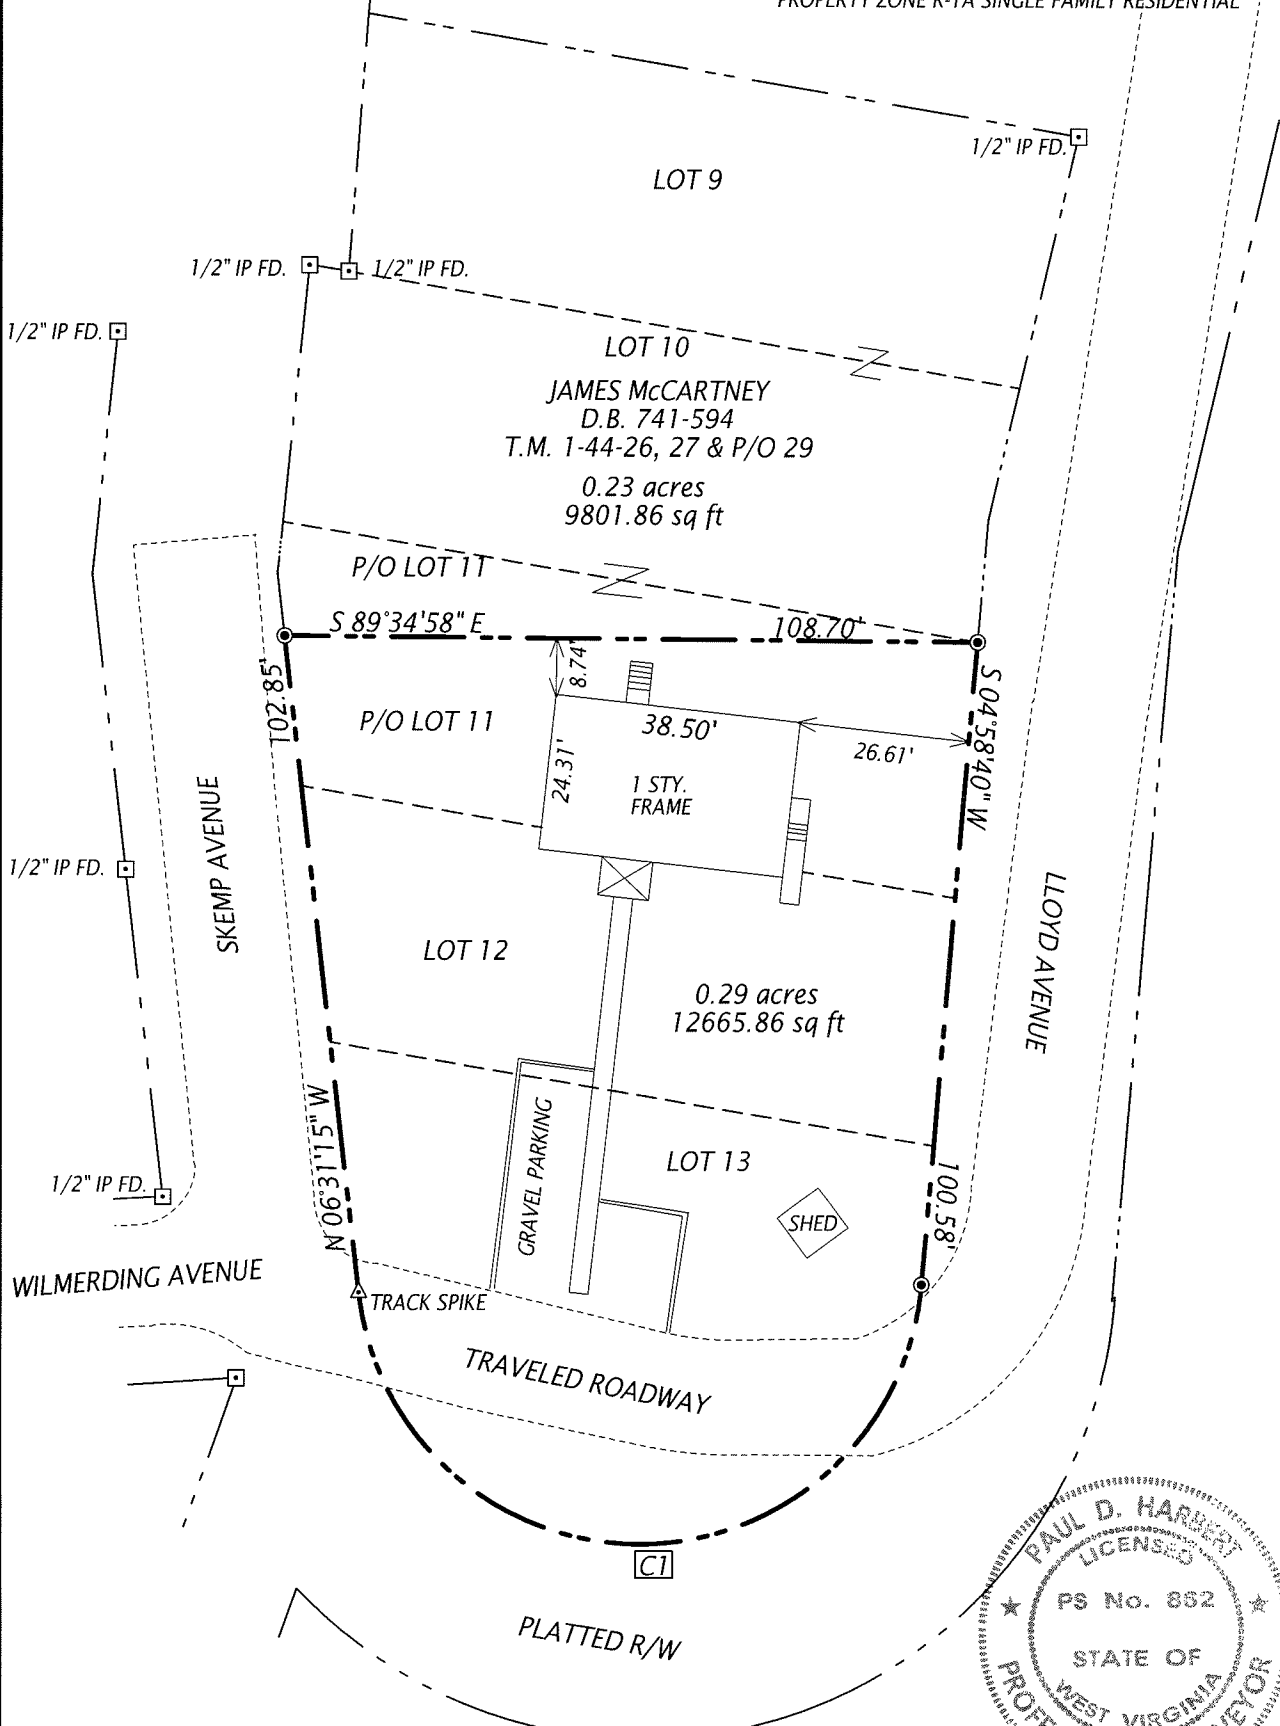 PROPERTY ZONE R-1A SINGLE FAMILY RESIDENTIAL
1/2" IP FD.
LOT 9
1/2" IP FD.
1/2" IP FD.
1/2" IP FD.
LOT 10
JAMES McCARTNEY
D.B. 741-594
T.M. 1-44-26, 27 & P/O 29
0.23 acres
9801.86 sq ft
P/O LOT 11
S 89°34'58" E
108.70'
102.85'
8.74'
S 04°58'40" W
P/O LOT 11
38.50'
26.61'
24.31'
1 STY.
FRAME
SKEMP AVENUE
1/2" IP FD.
LLOYD AVENUE
LOT 12
0.29 acres
12665.86 sq ft
N 06°31'15" W
GRAVEL PARKING
LOT 13
100.58'
1/2" IP FD.
SHED
WILMERDING AVENUE
TRACK SPIKE
TRAVELED ROADWAY
C1
PLATTED R/W
PAUL D. HARBERT
LICENSED
PS No. 862
STATE OF
WEST VIRGINIA